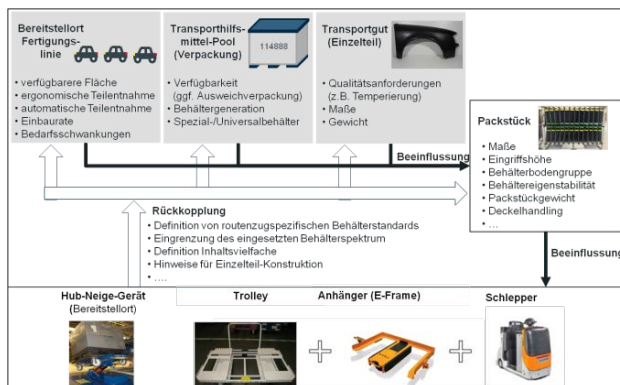 Bereitstellort
Fertigungs-
linie
• verfügbarere Fläche
• ergonomische Teilentnahme
• automatische Teilentnahme
• Einbaurate
• Bedarfsschwankungen
Transporthilfs-
mittel-Pool
(Verpackung)
114888
• Verfügbarkeit
(ggf. Ausweichverpackung)
• Behältergeneration
• Spezial-/Universalbehälter
Transportgut
(Einzelteil)
• Qualitätsanforderungen
(z.B. Temperierung)
• Maße
• Gewicht
Beeinflussung
Packstück
• Maße
• Eingriffshöhe
• Behälterbodengruppe
• Behältereigenstabilität
• Packstückgewicht
• Deckelhandling
• ...
Rückkopplung
• Definition von routenzugspezifischen Behälterstandards
• Eingrenzung des eingesetzten Behälterspektrum
• Definition Inhaltsvielfache
• Hinweise für Einzelteil-Konstruktion
• ....
Beeinflussung
Hub-Neige-Gerät
(Bereitstellort)
Trolley
Anhänger (E-Frame)
Schlepper